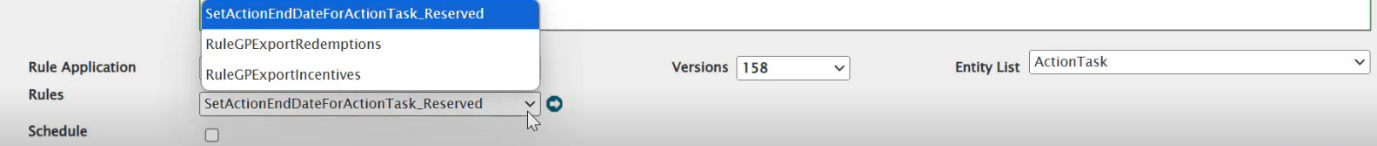 SetActionEndDateForActionTask_Reserved
RuleGPExportRedemptions
RuleGPExportIncentives
Rule Application
Versions 158
Entity List ActionTask
Rules SetActionEndDateForActionTask_Reserved
Schedule